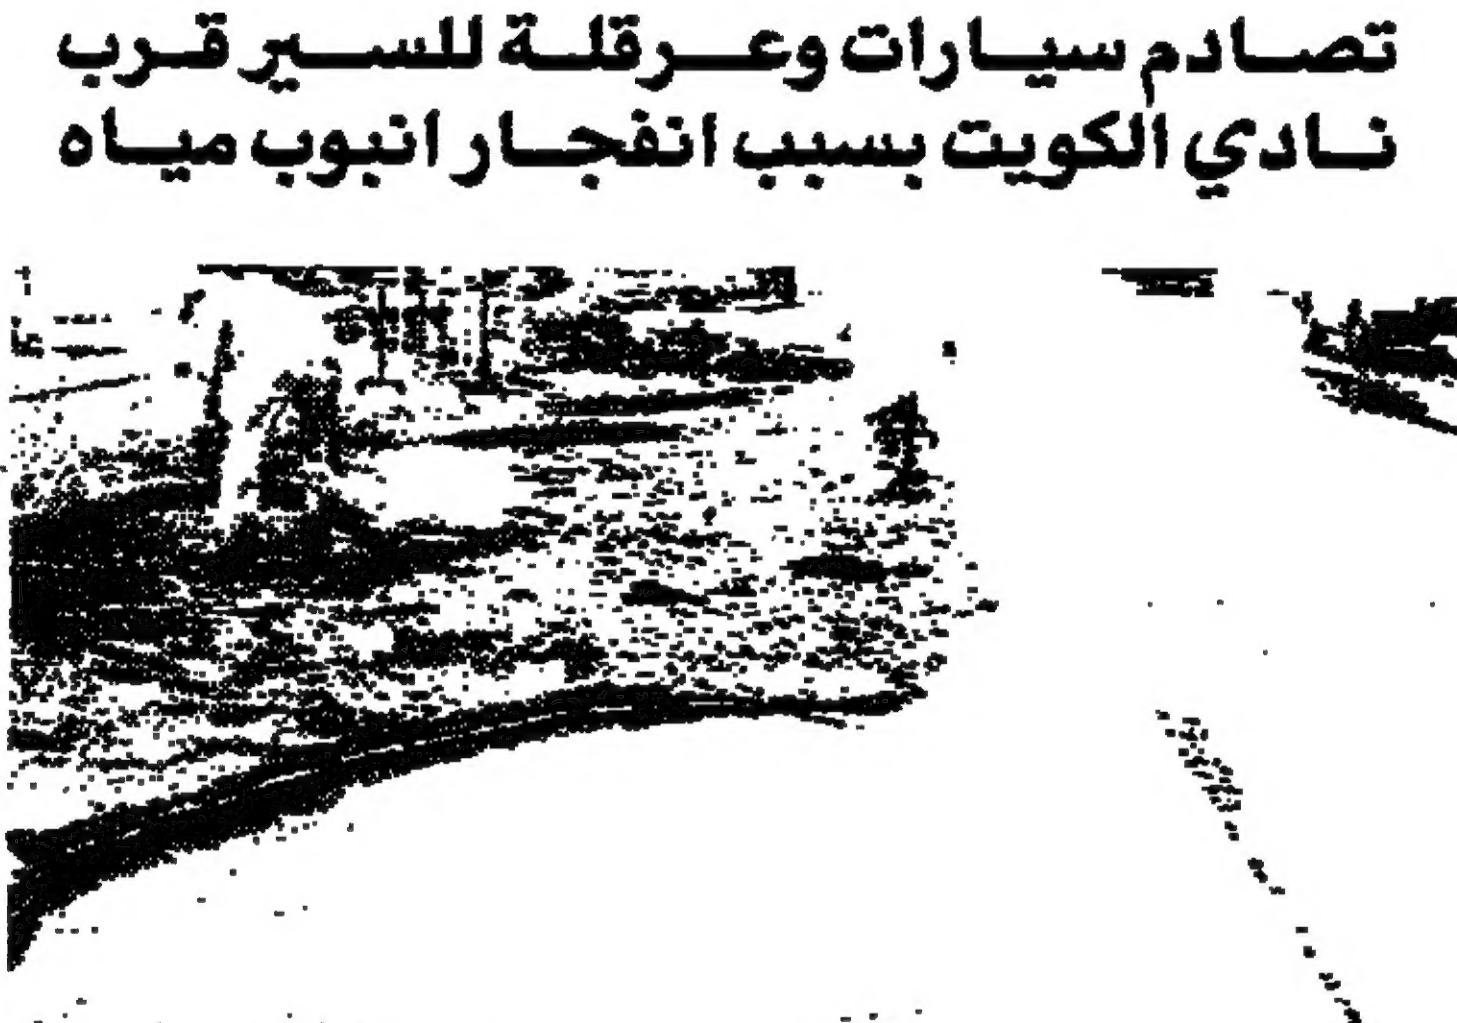 تصادم سيارات وعرقلة للسير قرب
نادي الكويت بسبب انفجار انبوب مياه